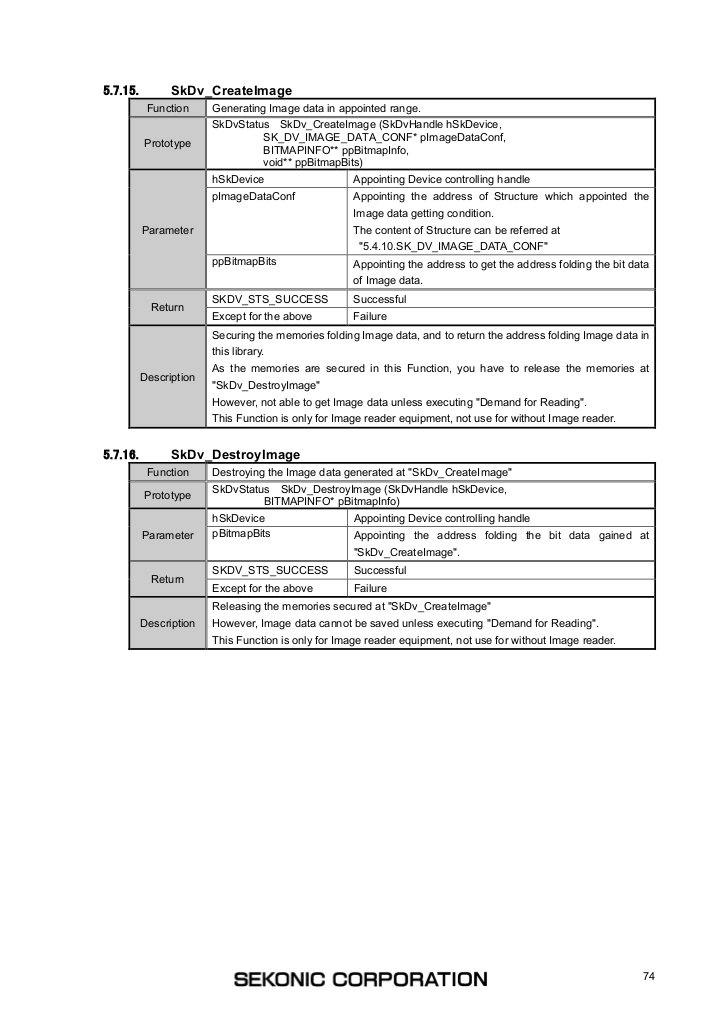 5.7.15. SkDv_CreateImage
Function Generating Image data in appointed range.
Prototype SkDvStatus SkDv_CreateImage (SkDvHandle hSkDevice,
SK_DV_IMAGE_DATA_CONF* pImageDataConf,
BITMAPINFO** ppBitmapInfo,
void** ppBitmapBits)
Parameter hSkDevice Appointing Device controlling handle
pImageDataConf Appointing the address of Structure which appointed the
Image data getting condition.
The content of Structure can be referred at
"5.4.10.SK_DV_IMAGE_DATA_CONF"
ppBitmapBits Appointing the address to get the address folding the bit data
of Image data.
Return SKDV_STS_SUCCESS Successful
Except for the above Failure
Description Securing the memories folding Image data, and to return the address folding Image data in
this library.
As the memories are secured in this Function, you have to release the memories at
"SkDv_DestroyImage"
However, not able to get Image data unless executing "Demand for Reading".
This Function is only for Image reader equipment, not use for without Image reader.
5.7.16. SkDv_DestroyImage
Function Destroying the Image data generated at "SkDv_CreateImage"
Prototype SkDvStatus SkDv_DestroyImage (SkDvHandle hSkDevice,
BITMAPINFO* pBitmapInfo)
Parameter hSkDevice Appointing Device controlling handle
pBitmapBits Appointing the address folding the bit data gained at
"SkDv_CreateImage".
Return SKDV_STS_SUCCESS Successful
Except for the above Failure
Description Releasing the memories secured at "SkDv_CreateImage"
However, Image data cannot be saved unless executing "Demand for Reading".
This Function is only for Image reader equipment, not use for without Image reader.
SEKONIC CORPORATION 74